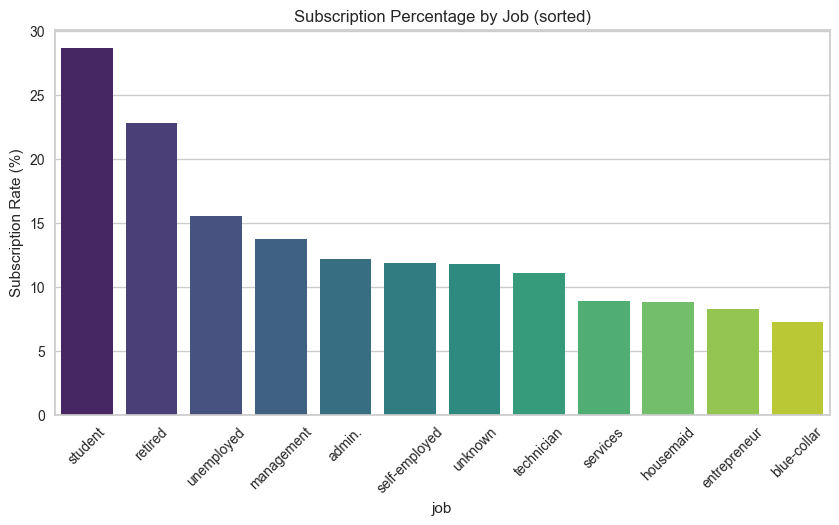 Subscription Percentage by Job (sorted)
Subscription Rate (%)
30
25
20
15
10
5
0
student
retired
unemployed
management
admin.
self-employed
unknown
technician
services
housemaid
entrepreneur
blue-collar
job